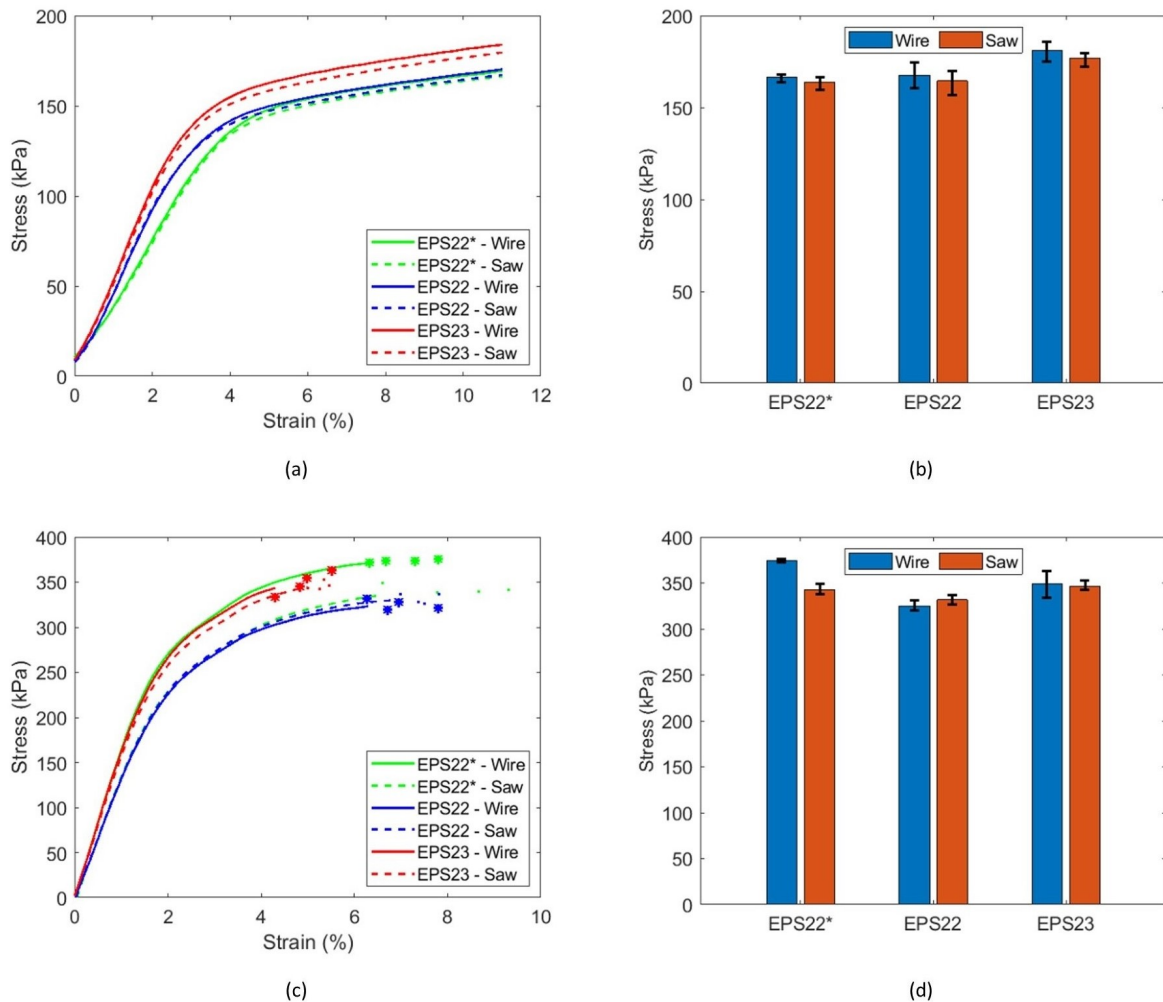 200
150
100
50
0
Stress (kPa)
0 2 4 6 8 10 12
Strain (%)
EPS22* - Wire
EPS22* - Saw
EPS22 - Wire
EPS22 - Saw
EPS23 - Wire
EPS23 - Saw
(a)
200
150
100
50
0
Stress (kPa)
Wire Saw
EPS22* EPS22 EPS23
(b)
400
350
300
250
200
150
100
50
0
Stress (kPa)
0 2 4 6 8 10
Strain (%)
EPS22* - Wire
EPS22* - Saw
EPS22 - Wire
EPS22 - Saw
EPS23 - Wire
EPS23 - Saw
(c)
400
350
300
250
200
150
100
50
0
Stress (kPa)
Wire Saw
EPS22* EPS22 EPS23
(d)